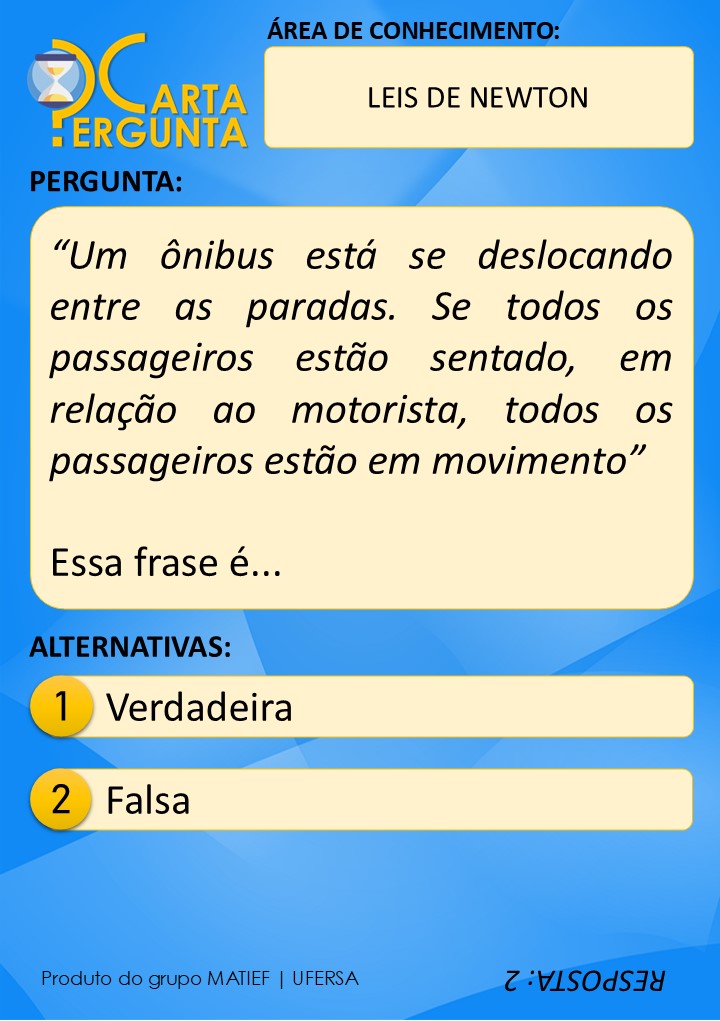 CARTA
PERGUNTA
ÁREA DE CONHECIMENTO:
LEIS DE NEWTON
PERGUNTA:
“Um ônibus está se deslocando
entre as paradas. Se todos os
passageiros estão sentado, em
relação ao motorista, todos os
passageiros estão em movimento”
Essa frase é...
ALTERNATIVAS:
1 Verdadeira
2 Falsa
Produto do grupo MATIEF | UFERSA
RESPOSTA: 2